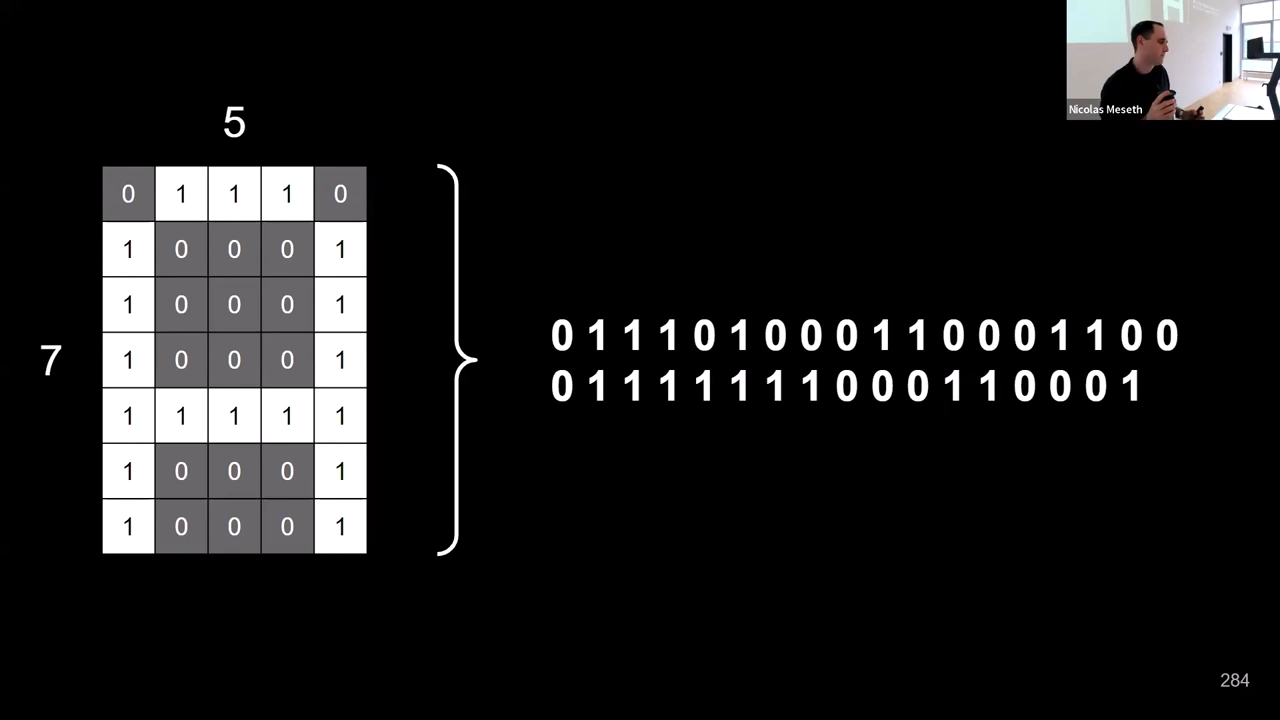 Nicolas Meseth
5
7
0 1 1 1 0
1 0 0 0 1
1 0 0 0 1
1 0 0 0 1
1 1 1 1 1
1 0 0 0 1
1 0 0 0 1
0 1 1 1 0 1 0 0 0 1 1 0 0 0 1 1 0 0
0 1 1 1 1 1 1 1 0 0 0 1 1 0 0 0 1
284